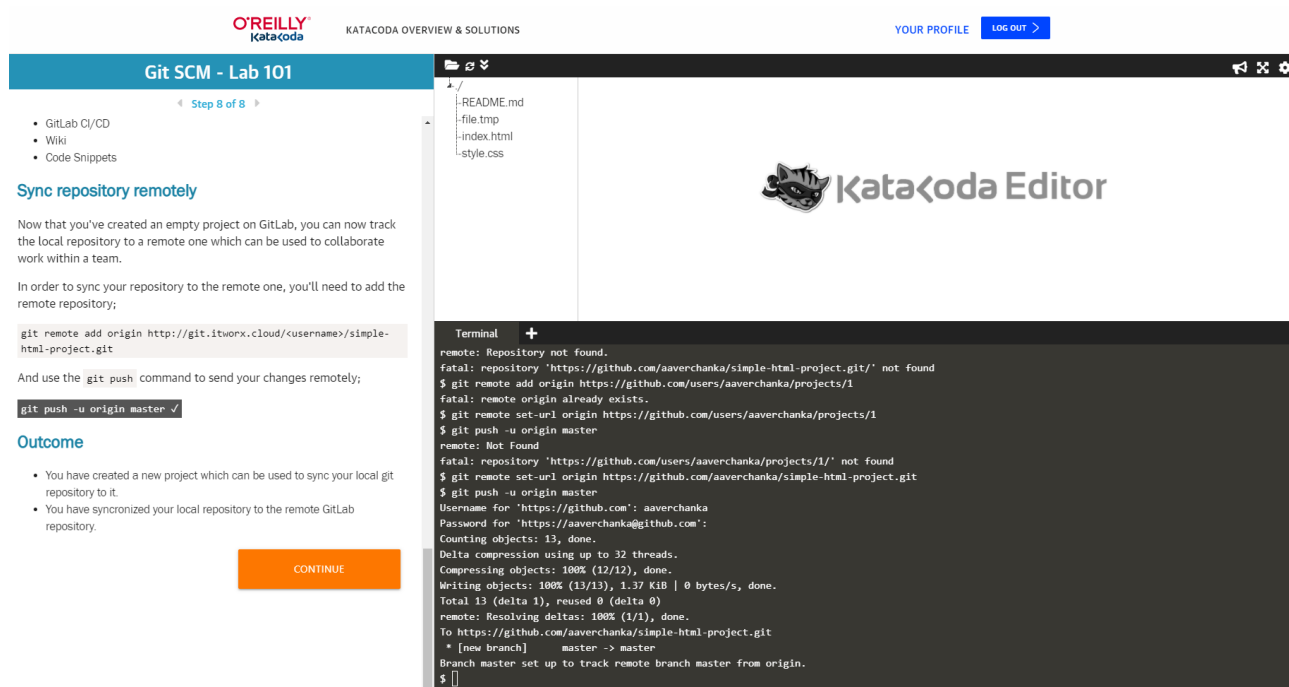 O'REILLY®
Katacoda
KATACODA OVERVIEW & SOLUTIONS
YOUR PROFILE
LOG OUT
Git SCM - Lab 101
Step 8 of 8
• GitLab CI/CD
• Wiki
• Code Snippets
Sync repository remotely
Now that you've created an empty project on GitLab, you can now track
the local repository to a remote one which can be used to collaborate
work within a team.
In order to sync your repository to the remote one, you'll need to add the
remote repository;
git remote add origin http://git.itworx.cloud/<username>/simple-
html-project.git
And use the git push command to send your changes remotely;
git push -u origin master ✓
Outcome
• You have created a new project which can be used to sync your local git
repository to it.
• You have syncronized your local repository to the remote GitLab
repository.
CONTINUE
./
README.md
file.tmp
index.html
style.css
Katacoda Editor
Terminal +
remote: Repository not found.
fatal: repository 'https://github.com/aaverchanka/simple-html-project.git/' not found
$ git remote add origin https://github.com/users/aaverchanka/projects/1
fatal: remote origin already exists.
$ git remote set-url origin https://github.com/users/aaverchanka/projects/1
$ git push -u origin master
remote: Not Found
fatal: repository 'https://github.com/users/aaverchanka/projects/1/' not found
$ git remote set-url origin https://github.com/aaverchanka/simple-html-project.git
$ git push -u origin master
Username for 'https://github.com': aaverchanka
Password for 'https://aaverchanka@github.com':
Counting objects: 13, done.
Delta compression using up to 32 threads.
Compressing objects: 100% (12/12), done.
Writing objects: 100% (13/13), 1.37 KiB | 0 bytes/s, done.
Total 13 (delta 1), reused 0 (delta 0)
remote: Resolving deltas: 100% (1/1), done.
To https://github.com/aaverchanka/simple-html-project.git
* [new branch] master -> master
Branch master set up to track remote branch master from origin.
$